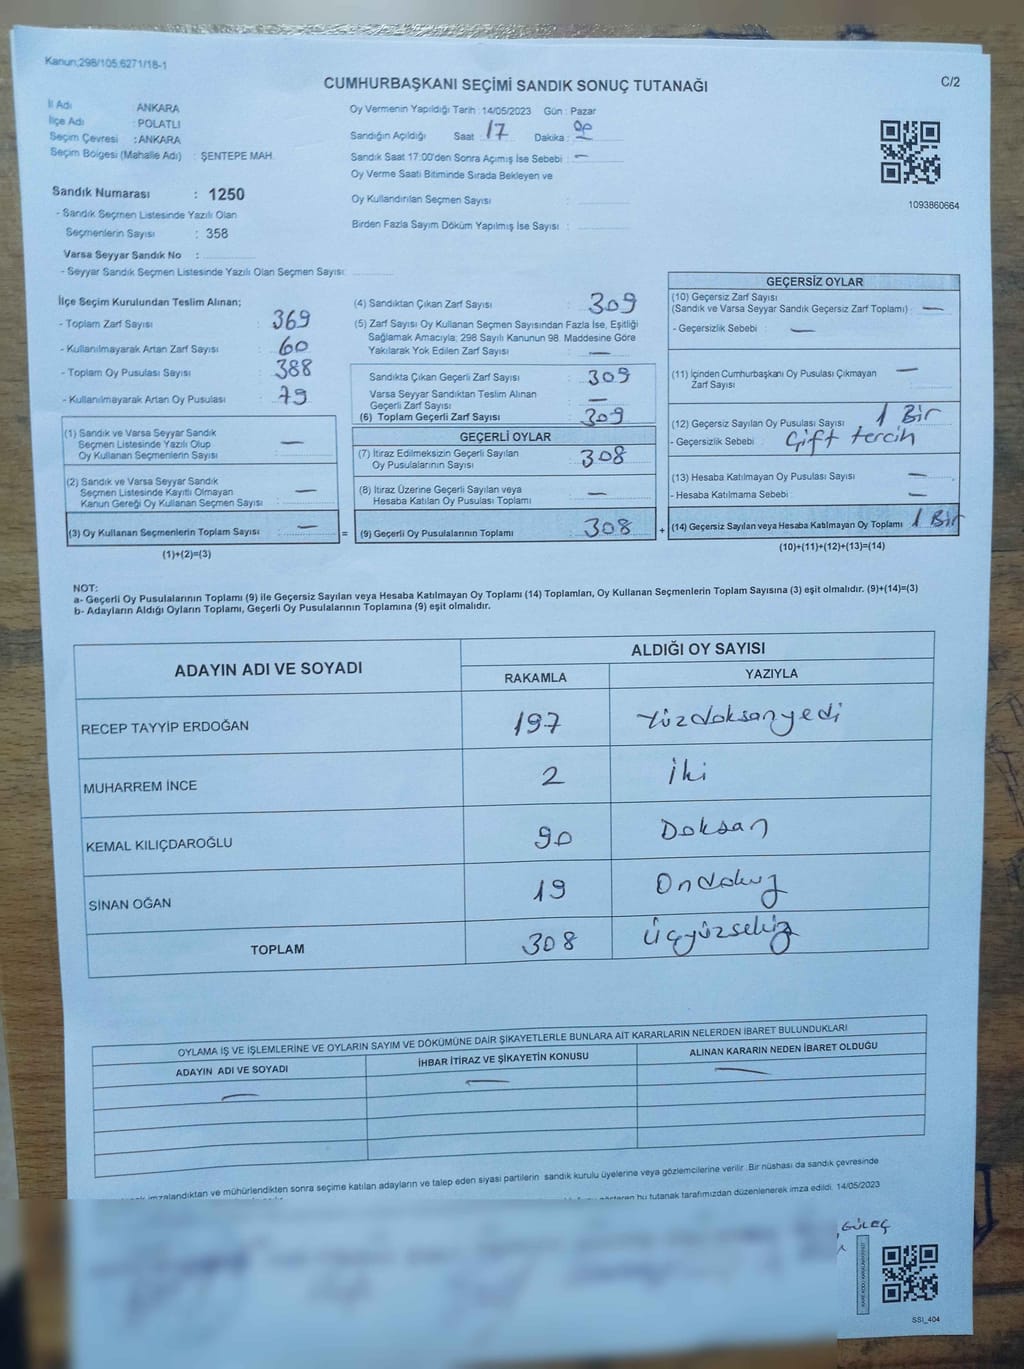 Kanun;298/105,6271/18-1
CUMHURBAŞKANI SEÇİMİ SANDIK SONUÇ TUTANAĞI
C/2
İl Adı : ANKARA
İlçe Adı : POLATLI
Seçim Çevresi : ANKARA
Seçim Bölgesi (Mahalle Adı) : ŞENTEPE MAH.
Oy Vermenin Yapıldığı Tarih : 14/05/2023 Gün : Pazar
Sandığın Açıldığı Saat : 17 Dakika :
Sandık Saat 17:00'den Sonra Açımış İse Sebebi : —
Oy Verme Saati Bitiminde Sırada Bekleyen ve
Oy Kullandırılan Seçmen Sayısı :
Birden Fazla Sayım Döküm Yapılmış İse Sayısı :
1093860664
Sandık Numarası : 1250
- Sandık Seçmen Listesinde Yazılı Olan
Seçmenlerin Sayısı : 358
Varsa Seyyar Sandık No :
- Seyyar Sandık Seçmen Listesinde Yazılı Olan Seçmen Sayısı:
İlçe Seçim Kurulundan Teslim Alınan;
- Toplam Zarf Sayısı : 369
- Kullanılmayarak Artan Zarf Sayısı : 60
- Toplam Oy Pusulası Sayısı : 388
- Kullanılmayarak Artan Oy Pusulası : 79
(1) Sandık ve Varsa Seyyar Sandık
Seçmen Listesinde Yazılı Olup
Oy Kullanan Seçmenlerin Sayısı : —
(2) Sandık ve Varsa Seyyar Sandık
Seçmen Listesinde Kayıtlı Olmayan
Kanun Gereği Oy Kullanan Seçmen Sayısı : —
(3) Oy Kullanan Seçmenlerin Toplam Sayısı : —
(1)+(2)=(3)
=
(4) Sandıktan Çıkan Zarf Sayısı : 309
(5) Zarf Sayısı Oy Kullanan Seçmen Sayısından Fazla İse, Eşitliği
Sağlamak Amacıyla; 298 Sayılı Kanunun 98. Maddesine Göre
Yakılarak Yok Edilen Zarf Sayısı : —
Sandıkta Çıkan Geçerli Zarf Sayısı : 309
Varsa Seyyar Sandıktan Teslim Alınan
Geçerli Zarf Sayısı : —
(6) Toplam Geçerli Zarf Sayısı : 309
GEÇERLİ OYLAR
(7) İtiraz Edilmeksizin Geçerli Sayılan
Oy Pusulalarının Sayısı : 308
(8) İtiraz Üzerine Geçerli Sayılan veya
Hesaba Katılan Oy Pusulası Toplamı : —
(9) Geçerli Oy Pusulalarının Toplamı : 308
+
GEÇERSİZ OYLAR
(10) Geçersiz Zarf Sayısı
(Sandık ve Varsa Seyyar Sandık Geçersiz Zarf Toplamı) : —
- Geçersizlik Sebebi : —
(11) İçinden Cumhurbaşkanı Oy Pusulası Çıkmayan
Zarf Sayısı : —
(12) Geçersiz Sayılan Oy Pusulası Sayısı : 1 Bir
- Geçersizlik Sebebi : Çift tercih
(13) Hesaba Katılmayan Oy Pusulası Sayısı : —
- Hesaba Katılmama Sebebi : —
(14) Geçersiz Sayılan veya Hesaba Katılmayan Oy Toplamı : 1 Bir
(10)+(11)+(12)+(13)=(14)
NOT:
a- Geçerli Oy Pusulalarının Toplamı (9) ile Geçersiz Sayılan veya Hesaba Katılmayan Oy Toplamı (14) Toplamları, Oy Kullanan Seçmenlerin Toplam Sayısına (3) eşit olmalıdır. (9)+(14)=(3)
b- Adayların Aldığı Oyların Toplamı, Geçerli Oy Pusulalarının Toplamına (9) eşit olmalıdır.
ADAYIN ADI VE SOYADI
ALDIĞI OY SAYISI
RAKAMLA YAZIYLA
RECEP TAYYİP ERDOĞAN 197 Yüzdoksanyedi
MUHARREM İNCE 2 İki
KEMAL KILIÇDAROĞLU 90 Doksan
SİNAN OĞAN 19 Ondokuz
TOPLAM 308 Üçyüzsekiz
OYLAMA İŞ VE İŞLEMLERİNE VE OYLARIN SAYIM VE DÖKÜMÜNE DAİR ŞİKAYETLERLE BUNLARA AİT KARARLARIN NELERDEN İBARET BULUNDUKLARI
ADAYIN ADI VE SOYADI İHBAR İTİRAZ VE ŞİKAYETİN KONUSU ALINAN KARARIN NEDEN İBARET OLDUĞU
— — —
imzalandıktan ve mühürlendikten sonra seçime katılan adayların ve talep eden siyasi partilerin sandık kurulu üyelerine veya gözlemcilerine verilir. Bir nüshası da sandık çevresinde
gösteren bu tutanak tarafımızdan düzenlenerek imza edildi. 14/05/2023
GÜLEÇ
SSI_404